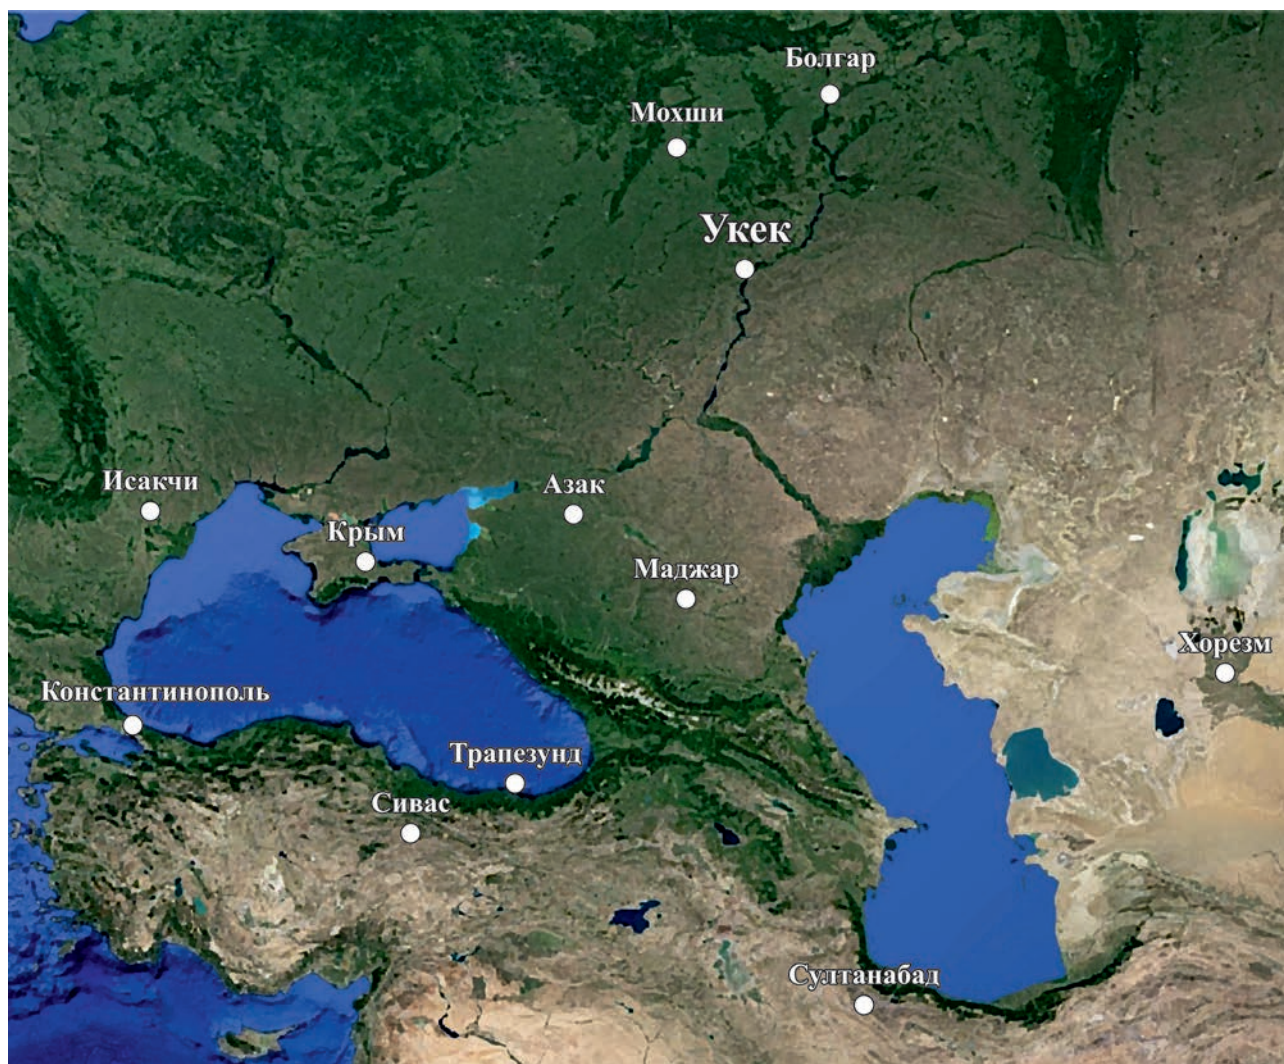 Болгар
Мохши
Укек
Исакчи
Азак
Крым
Маджар
Хорезм
Константинополь
Трапезунд
Сивас
Султанабад